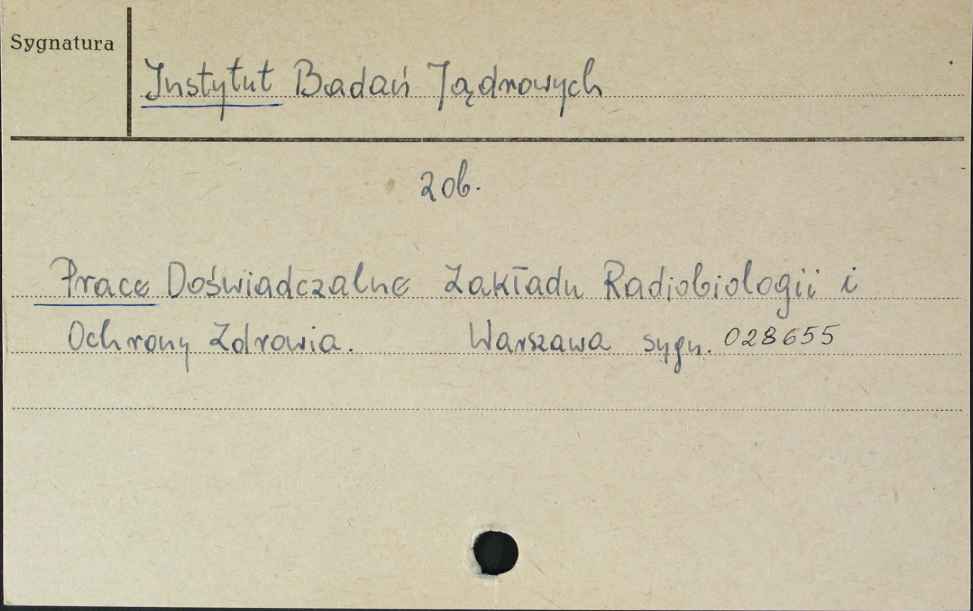 Sygnatura
Instytut Badań Jądrowych
zob.
Prace Doświadczalne Zakładu Radiobiologii i
Ochrony Zdrowia. Warszawa sygn. 028655